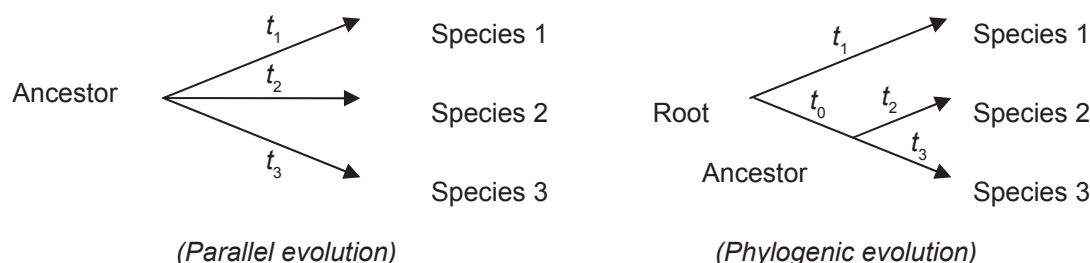 t1
Species 1
t2
Ancestor
Species 2
t3
Species 3
(Parallel evolution)
t1
Species 1
Root
t0
t2
Species 2
t3
Ancestor
Species 3
(Phylogenic evolution)